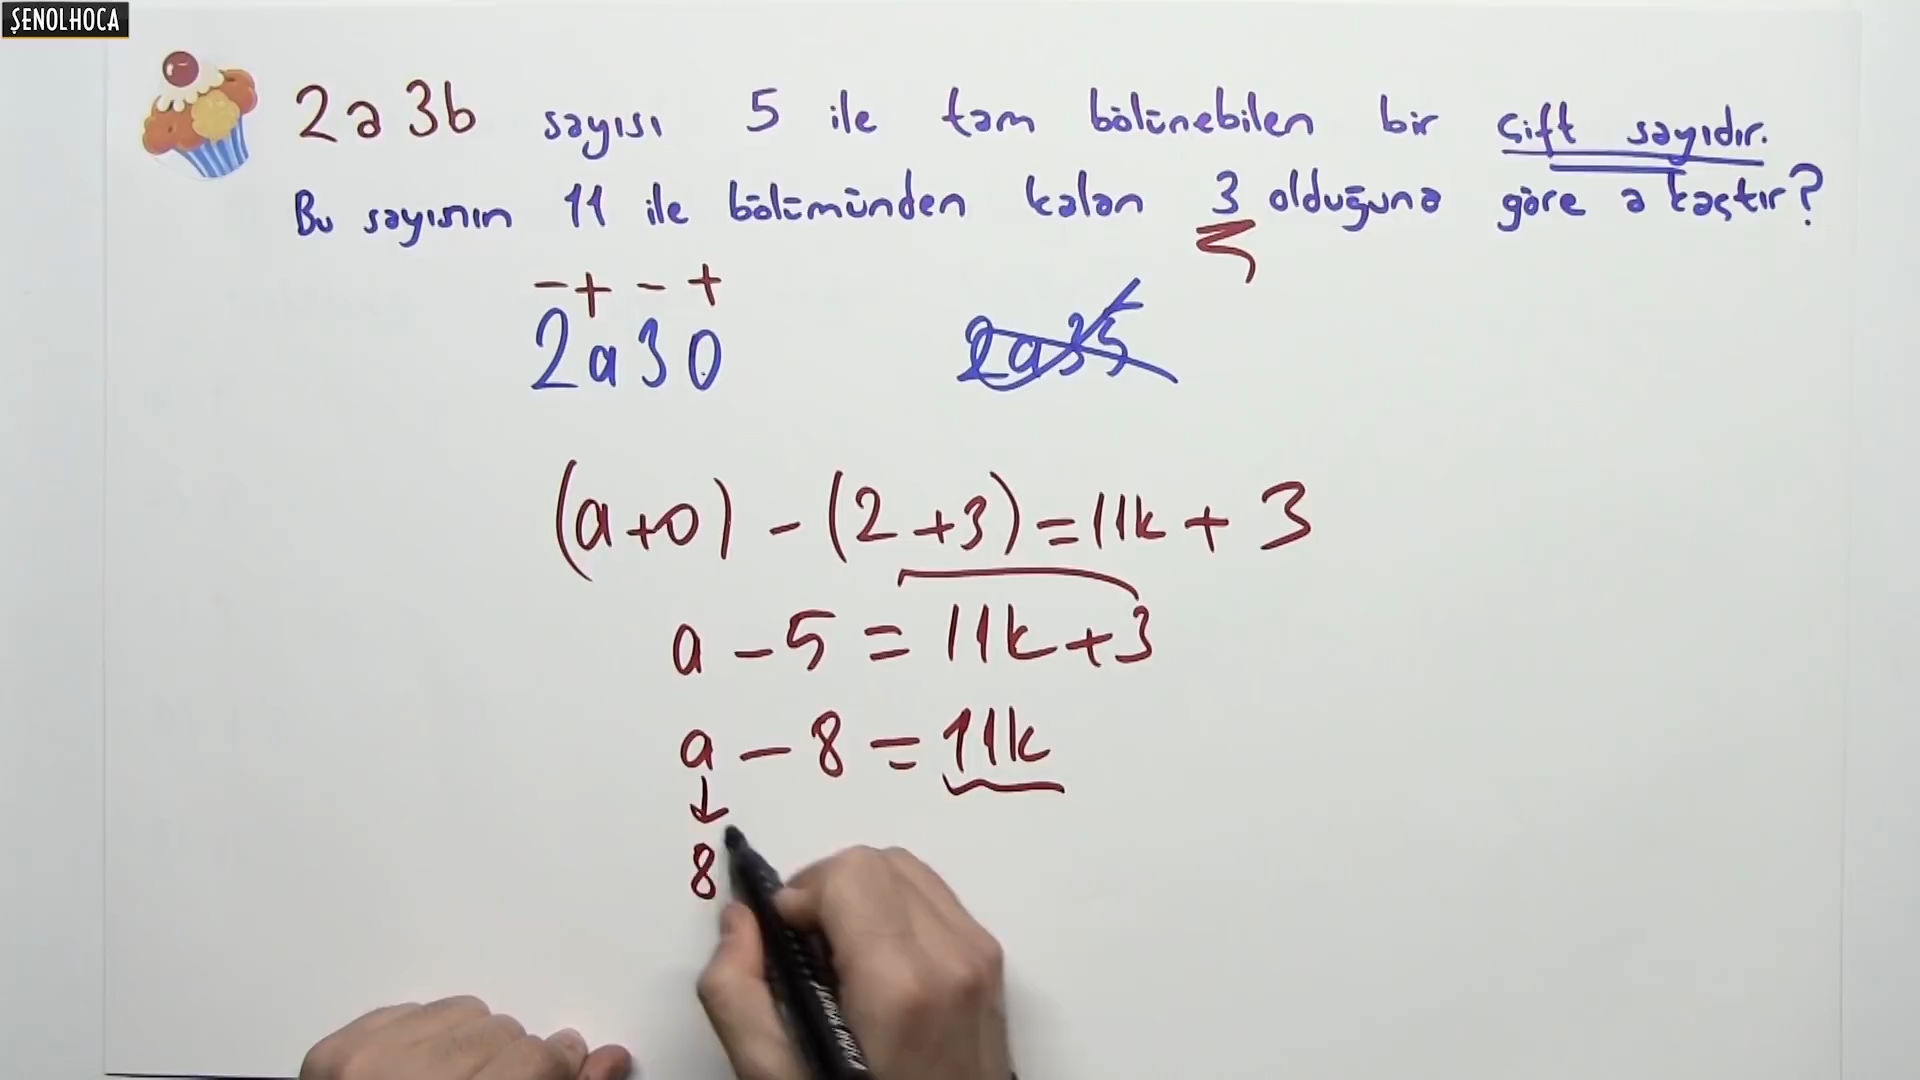 ŞENOLHOCA
2a3b sayısı 5 ile tam bölünebilen bir çift sayıdır.
Bu sayının 11 ile bölümünden kalan 3 olduğuna göre a kaçtır?
- + - +
2a30 2a35
(a+0) - (2+3) = 11k + 3
a - 5 = 11k + 3
a - 8 = 11k
↓
8